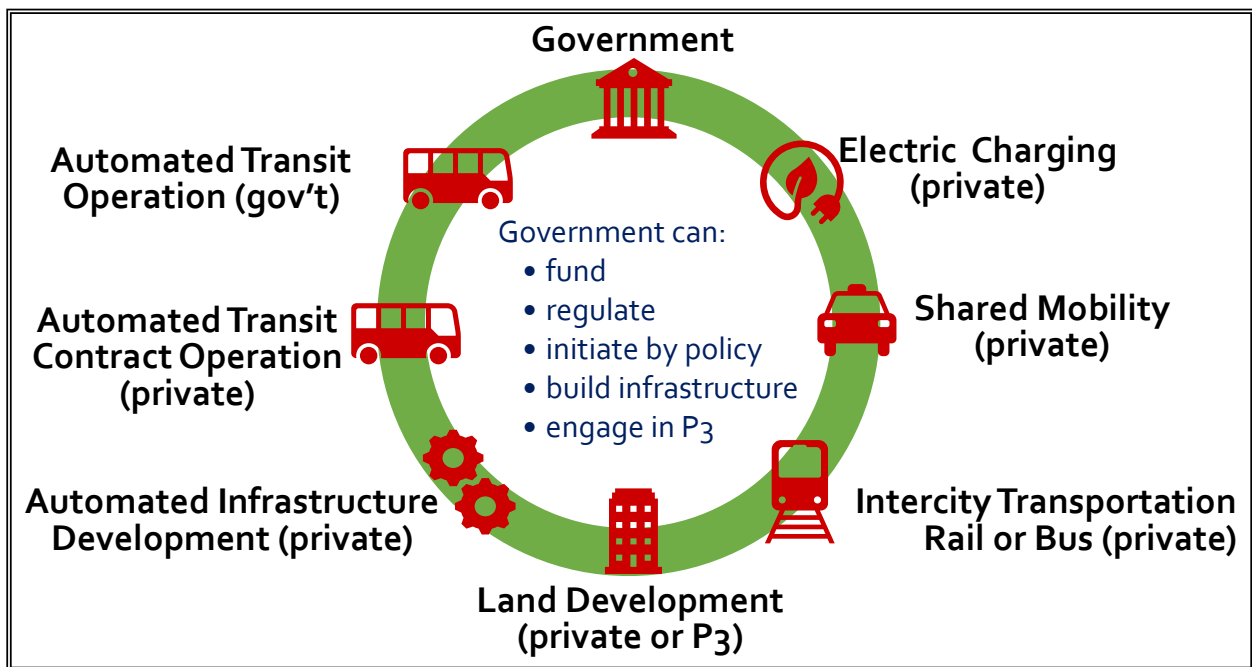 Government
Electric Charging
(private)
Shared Mobility
(private)
Intercity Transportation
Rail or Bus (private)
Land Development
(private or P3)
Automated Infrastructure
Development (private)
Automated Transit
Contract Operation
(private)
Automated Transit
Operation (gov’t)
Government can:
• fund
• regulate
• initiate by policy
• build infrastructure
• engage in P3